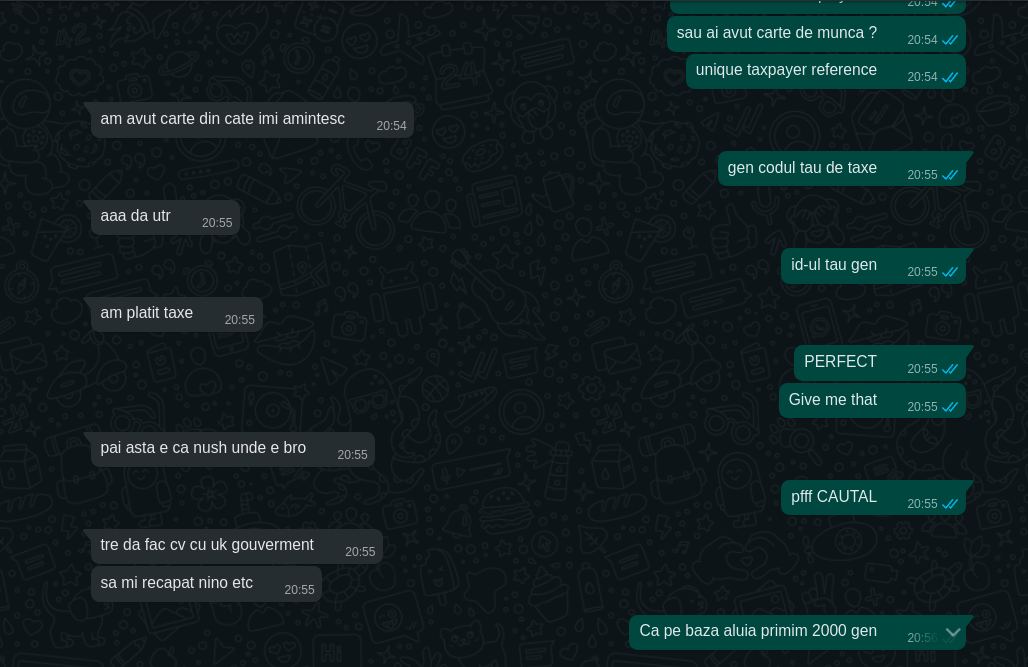 20:54
sau ai avut carte de munca ? 20:54
unique taxpayer reference 20:54
am avut carte din cate imi amintesc 20:54
gen codul tau de taxe 20:55
aaa da utr 20:55
id-ul tau gen 20:55
am platit taxe 20:55
PERFECT 20:55
Give me that 20:55
pai asta e ca nush unde e bro 20:55
pfff CAUTAL 20:55
tre da fac cv cu uk gouverment 20:55
sa mi recapat nino etc 20:55
Ca pe baza aluia primim 2000 gen 20:56